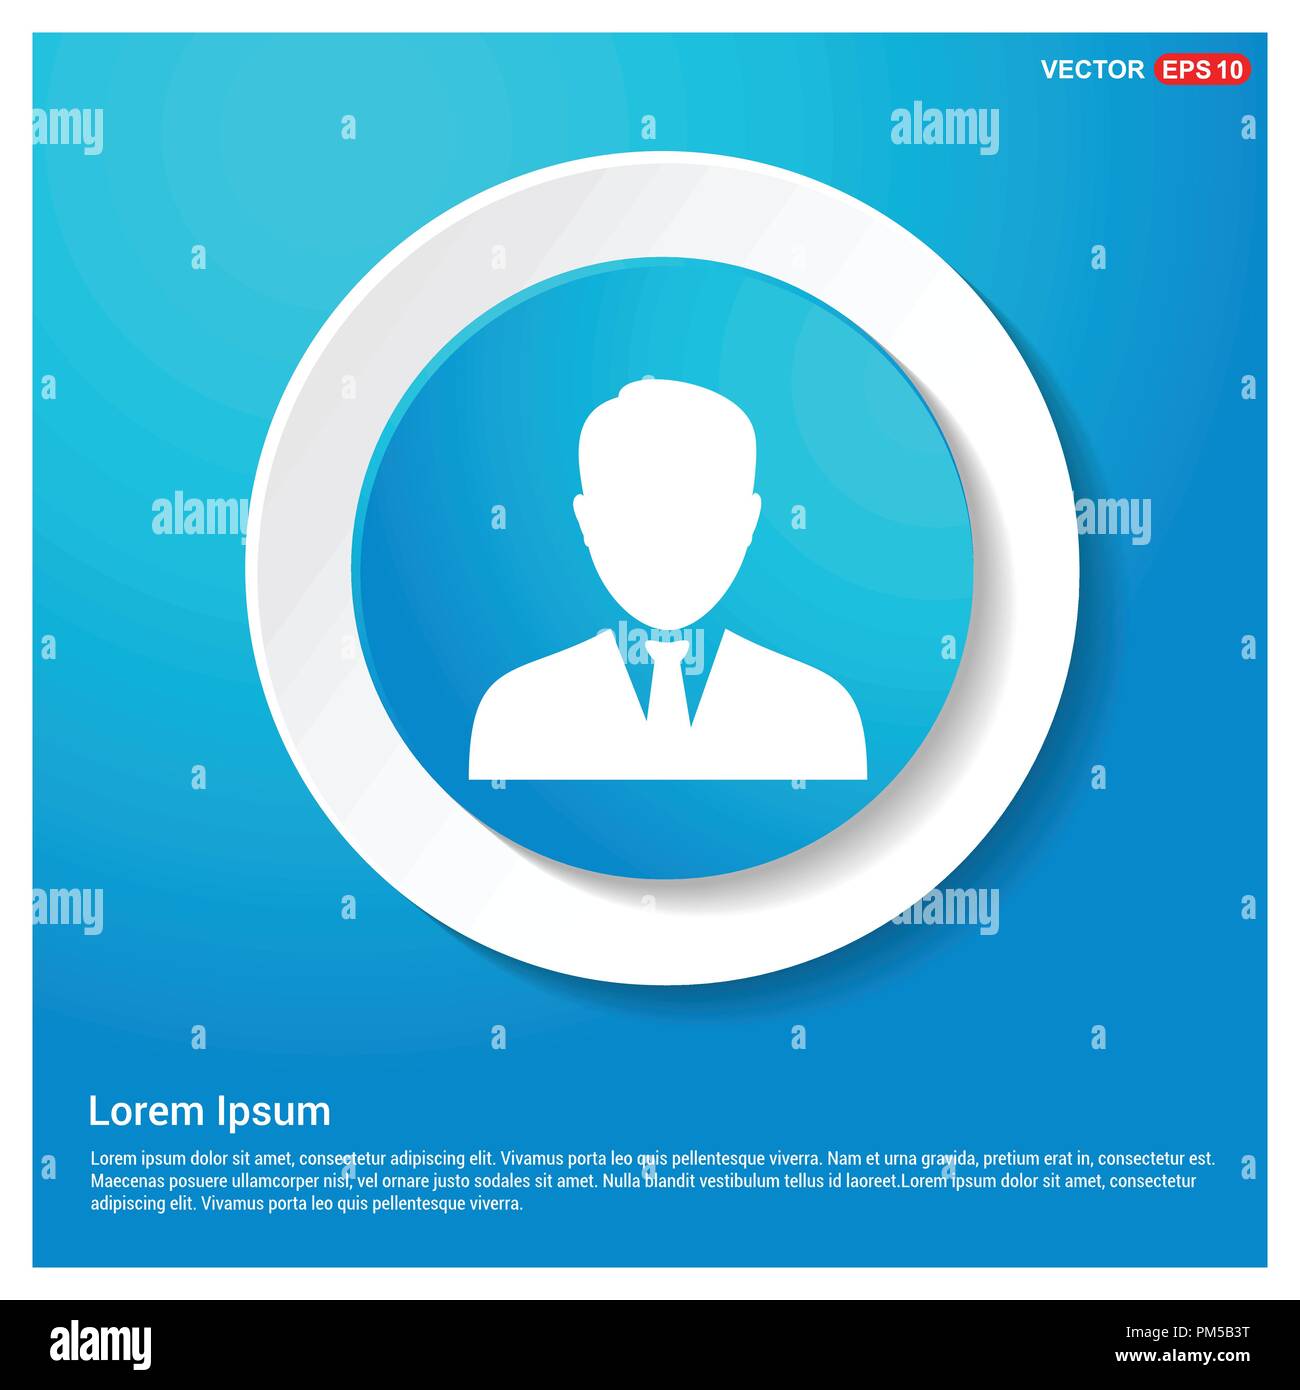 VECTOR EPS 10
alamy
Lorem Ipsum
Lorem ipsum dolor sit amet, consectetur adipiscing elit. Vivamus porta leo quis pellentesque viverra. Nam et urna gravida, pretium erat in, consectetur est.
Maecenas posuere ullamcorper nisl, vel ornare justo sodales sit amet. Nulla blandit vestibulum tellus id laoreet.Lorem ipsum dolor sit amet, consectetur
adipiscing elit. Vivamus porta leo quis pellentesque viverra.
alamy
Image ID: PM5B3T
www.alamy.com